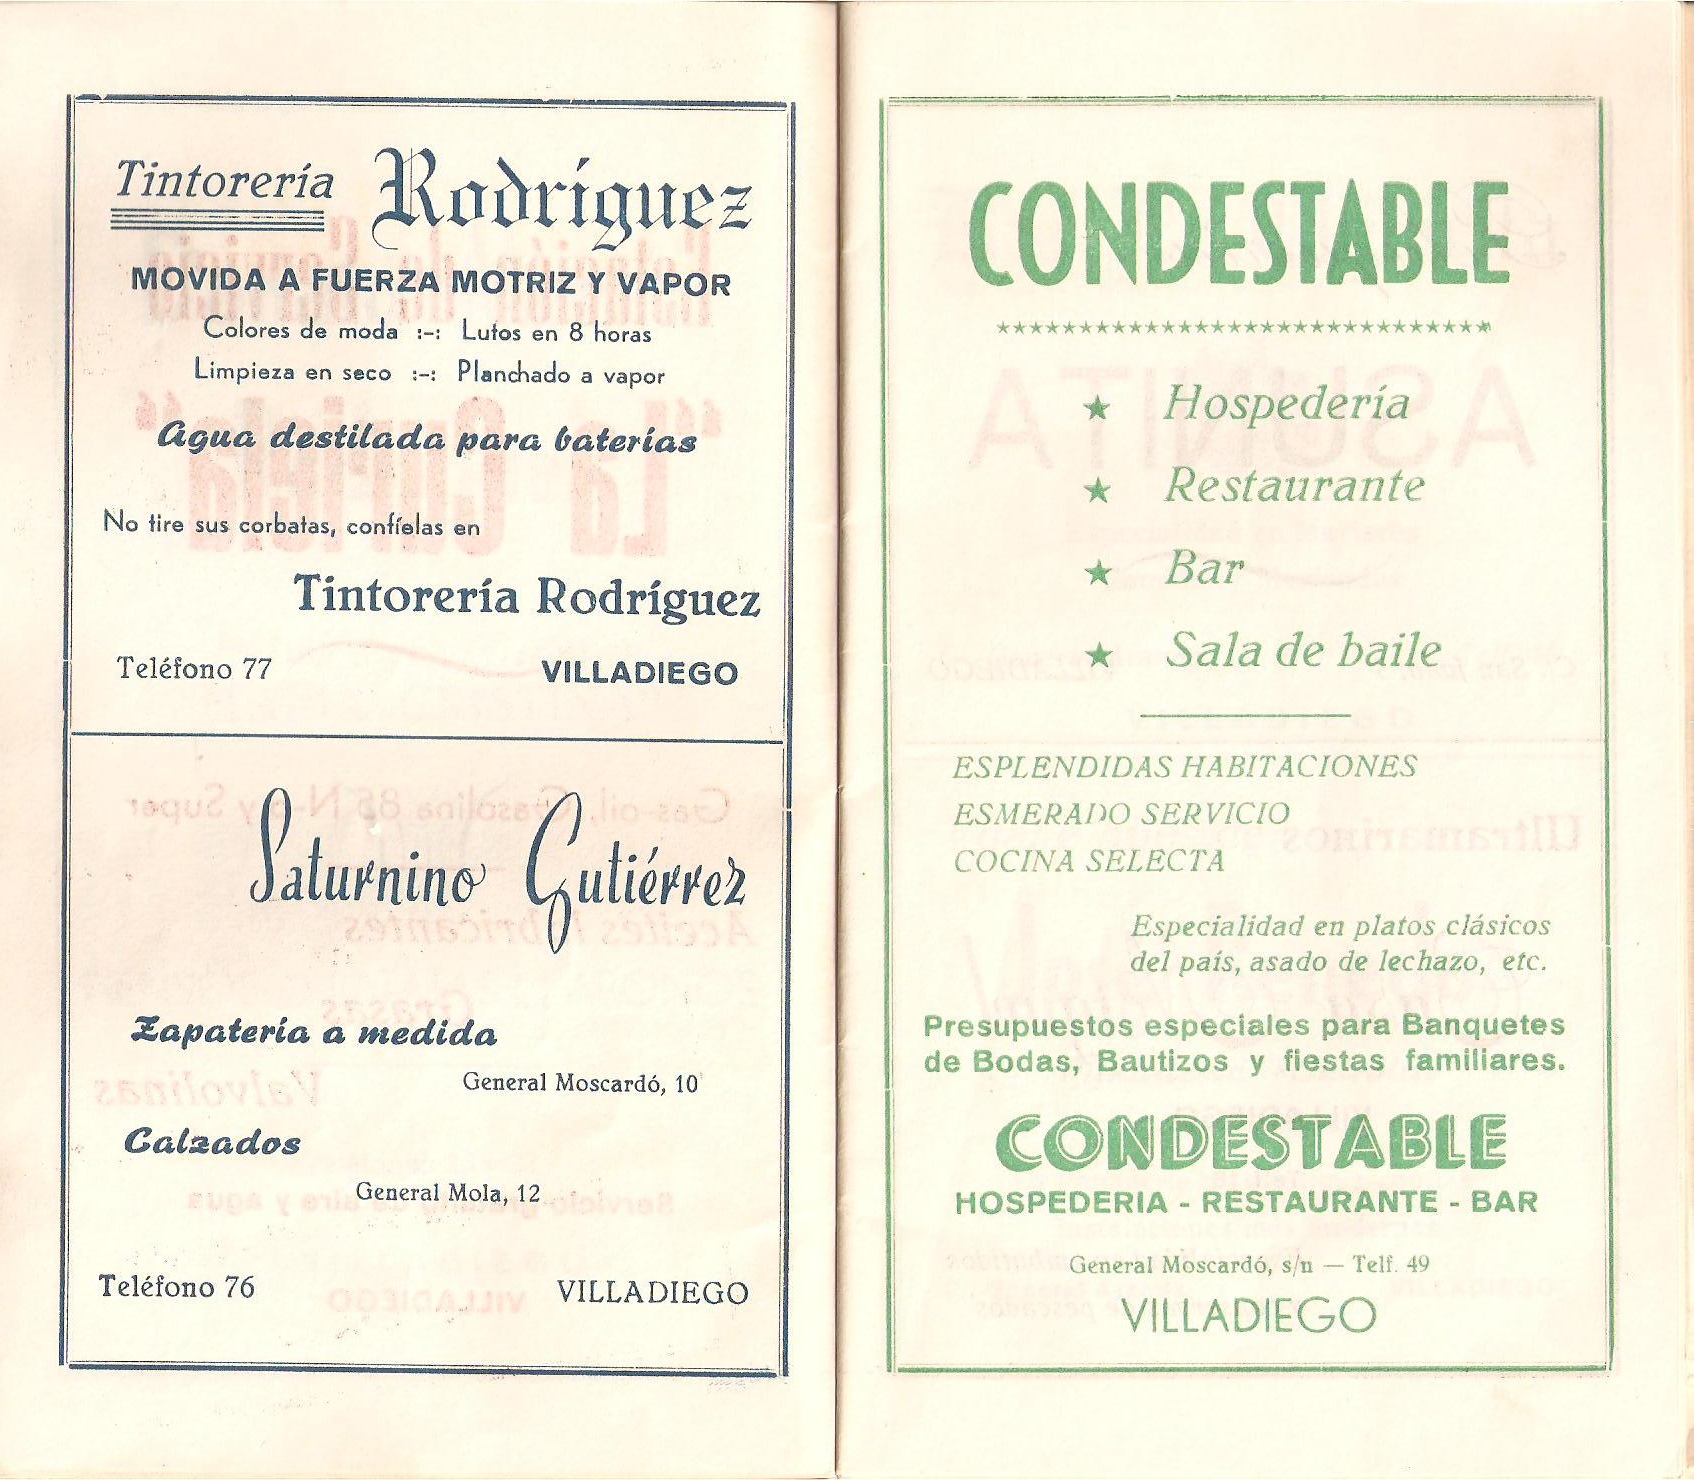 Tintorería Rodríguez
MOVIDA A FUERZA MOTRIZ Y VAPOR
Colores de moda :-: Lutos en 8 horas
Limpieza en seco :-: Planchado a vapor
Agua destilada para baterías
No tire sus corbatas, confíelas en
Tintorería Rodríguez
Teléfono 77 VILLADIEGO
Saturnino Gutiérrez
Zapatería a medida
General Moscardó, 10
Calzados
General Mola, 12
Teléfono 76 VILLADIEGO
CONDESTABLE
★ Hospedería
★ Restaurante
★ Bar
★ Sala de baile
ESPLENDIDAS HABITACIONES
ESMERADO SERVICIO
COCINA SELECTA
Especialidad en platos clásicos
del país, asado de lechazo, etc.
Presupuestos especiales para Banquetes
de Bodas, Bautizos y fiestas familiares.
CONDESTABLE
HOSPEDERIA - RESTAURANTE - BAR
General Moscardó, s/n — Telf. 49
VILLADIEGO